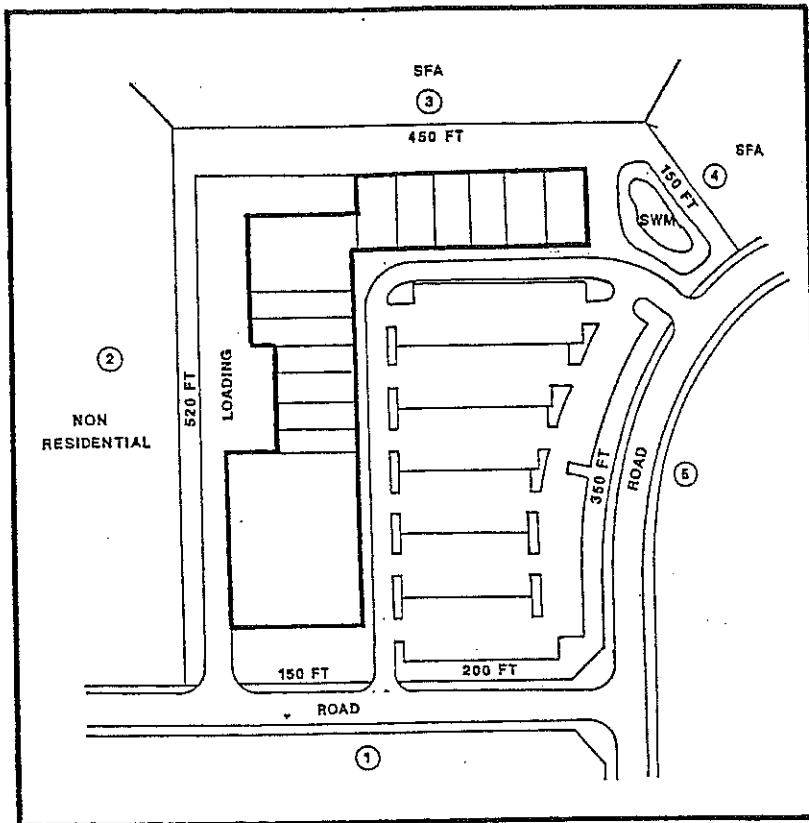 SFA
3
450 FT
SFA
4
150 FT
SWM
2
NON
RESIDENTIAL
520 FT
LOADING
350 FT
ROAD
5
150 FT
200 FT
ROAD
1